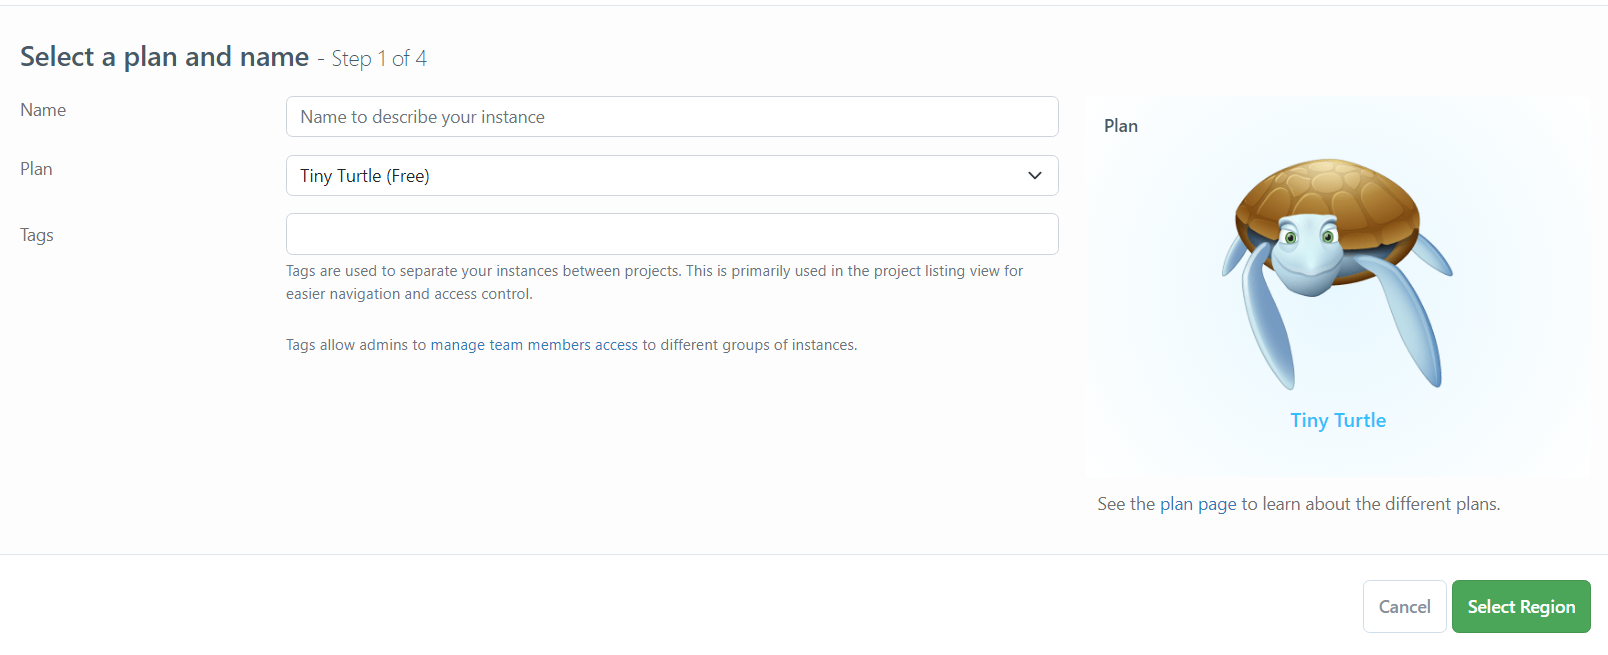 Select a plan and name - Step 1 of 4
Name
Name to describe your instance
Plan
Tiny Turtle (Free)
Tags
Tags are used to separate your instances between projects. This is primarily used in the project listing view for
easier navigation and access control.
Tags allow admins to manage team members access to different groups of instances.
Plan
Tiny Turtle
See the plan page to learn about the different plans.
Cancel
Select Region